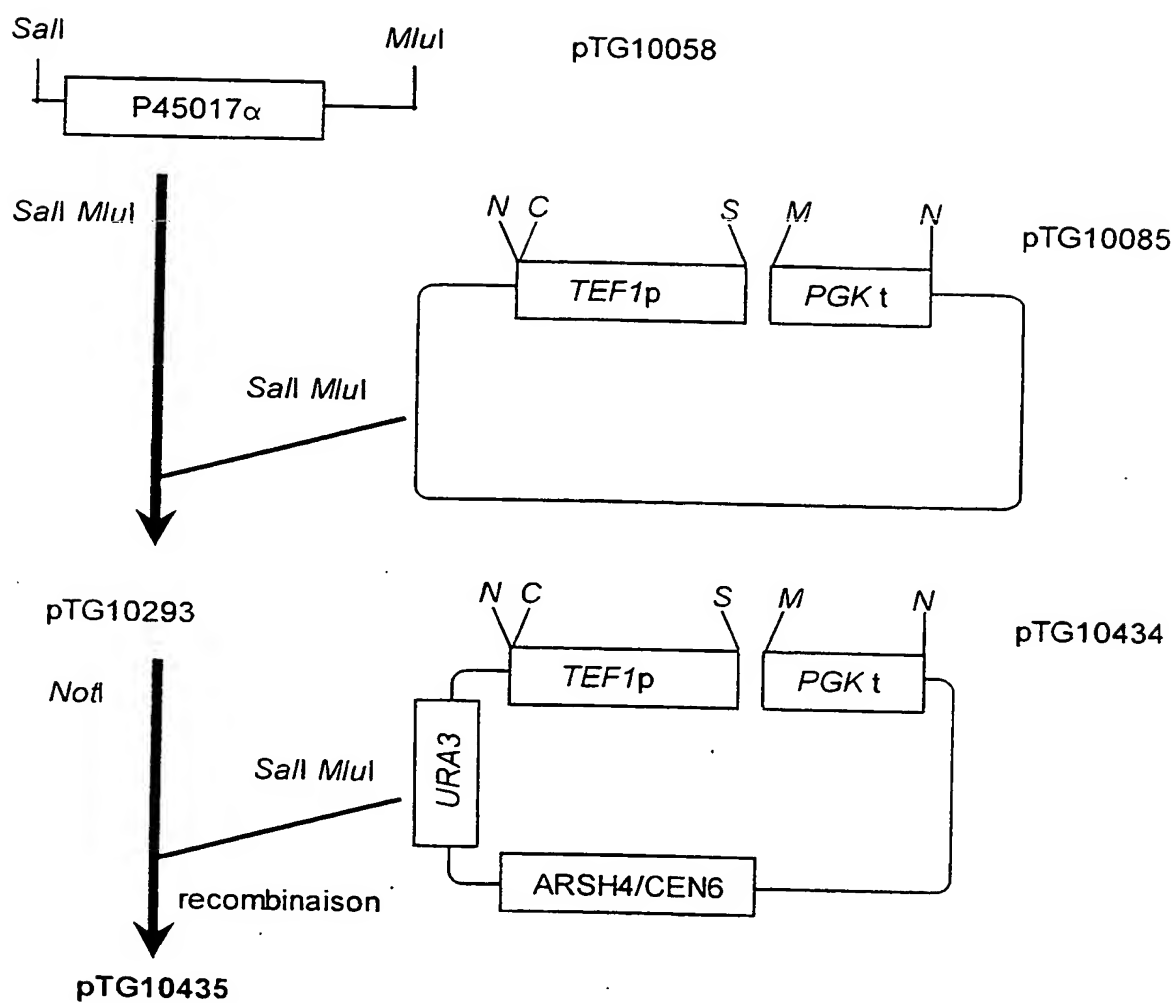 SalI
MluI
pTG10058
P45017α
SalI MluI
N C S M N
pTG10085
TEF1p
PGK t
SalI MluI
pTG10293
N C S M N
pTG10434
NotI
TEF1p
PGK t
URA3
SalI MluI
ARSH4/CEN6
recombinaison
pTG10435